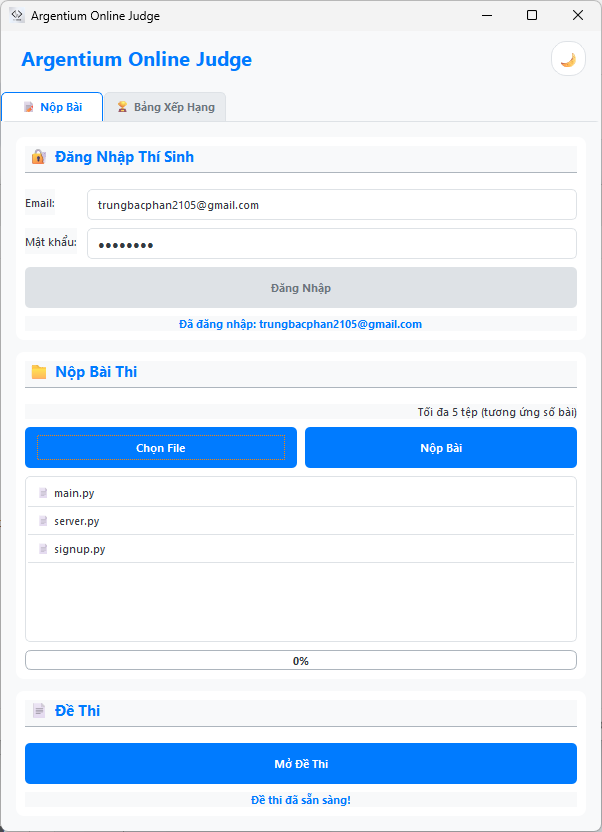 Argentium Online Judge
Argentium Online Judge
Nộp Bài
Bảng Xếp Hạng
Đăng Nhập Thí Sinh
Email:
trungbacphan2105@gmail.com
Mật khẩu:
●●●●●●●●
Đăng Nhập
Đã đăng nhập: trungbacphan2105@gmail.com
Nộp Bài Thi
Tối đa 5 tệp (tương ứng số bài)
Chọn File
Nộp Bài
main.py
server.py
signup.py
0%
Đề Thi
Mở Đề Thi
Đề thi đã sẵn sàng!